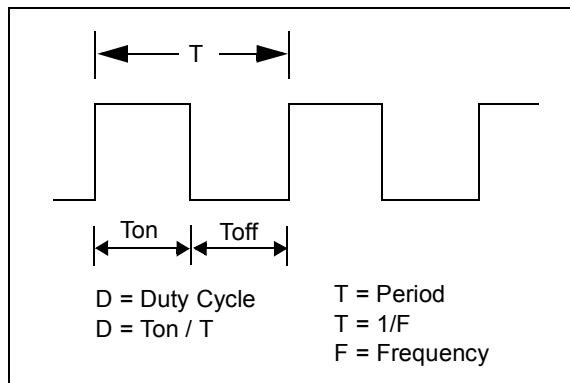 T
Ton
Toff
D = Duty Cycle
D = Ton / T
T = Period
T = 1/F
F = Frequency